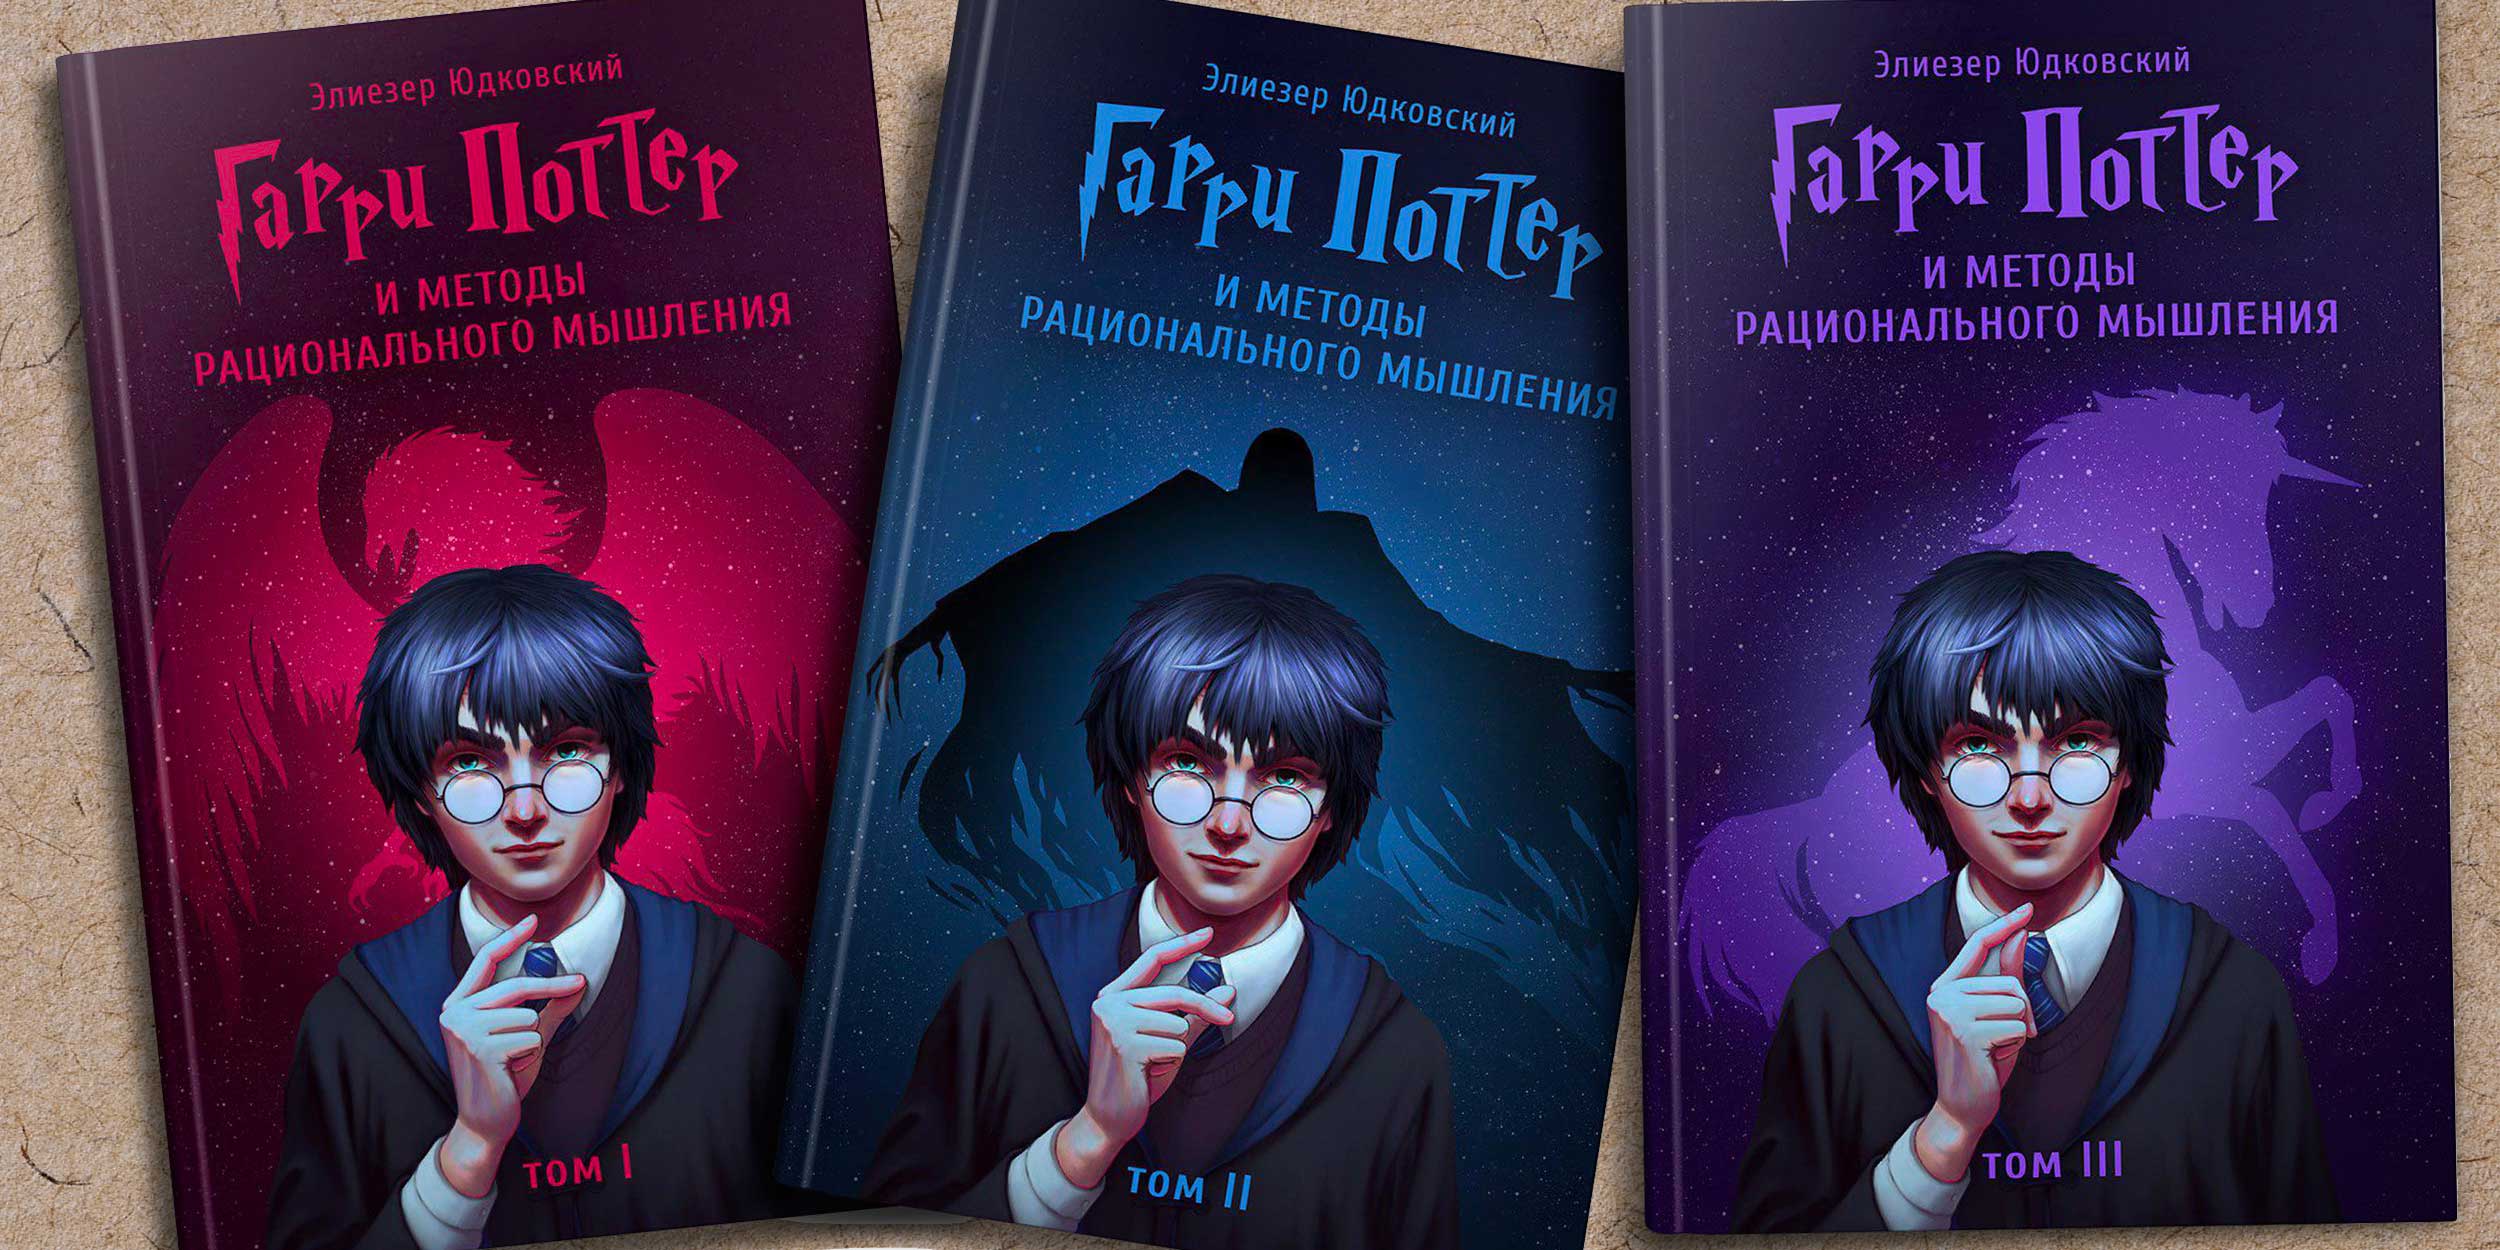 Элиезер Юдковский
Гарри Поттер
И МЕТОДЫ
РАЦИОНАЛЬНОГО МЫШЛЕНИЯ
ТОМ I
Элиезер Юдковский
Гарри Поттер
И МЕТОДЫ
РАЦИОНАЛЬНОГО МЫШЛЕНИЯ
ТОМ II
Элиезер Юдковский
Гарри Поттер
И МЕТОДЫ
РАЦИОНАЛЬНОГО МЫШЛЕНИЯ
ТОМ III